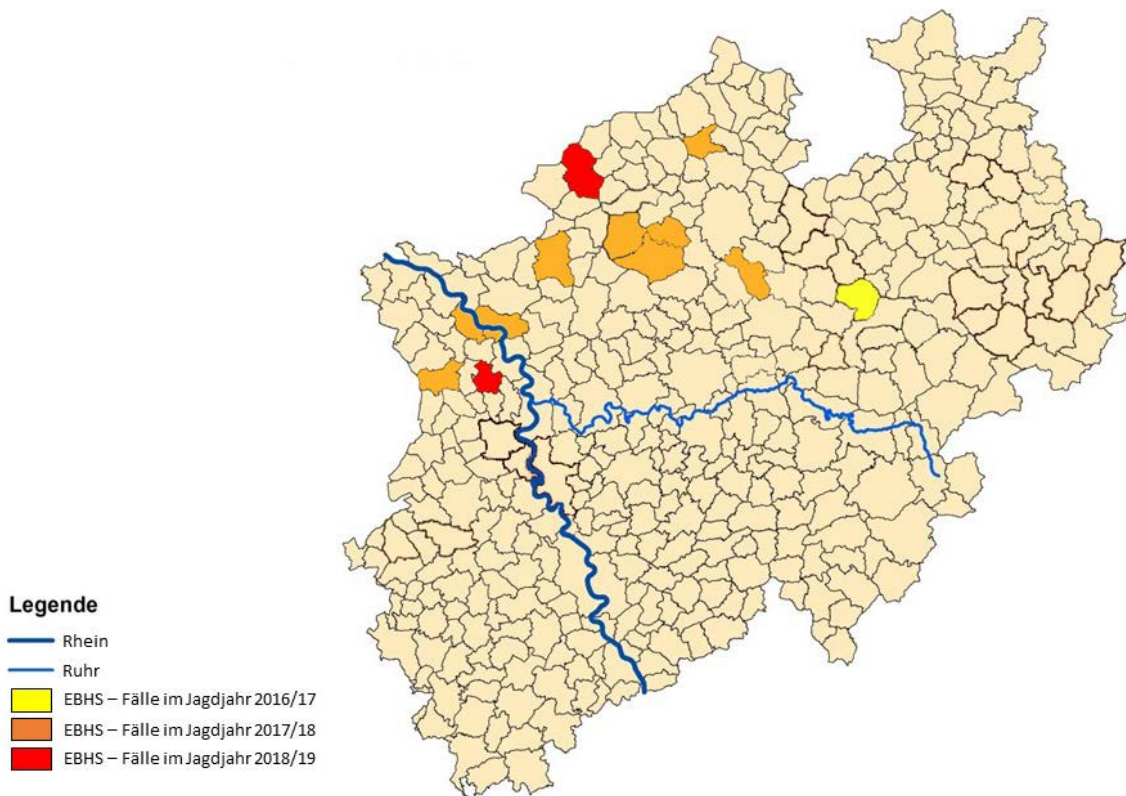 Legende
Rhein
Ruhr
EBHS – Fälle im Jagdjahr 2016/17
EBHS – Fälle im Jagdjahr 2017/18
EBHS – Fälle im Jagdjahr 2018/19